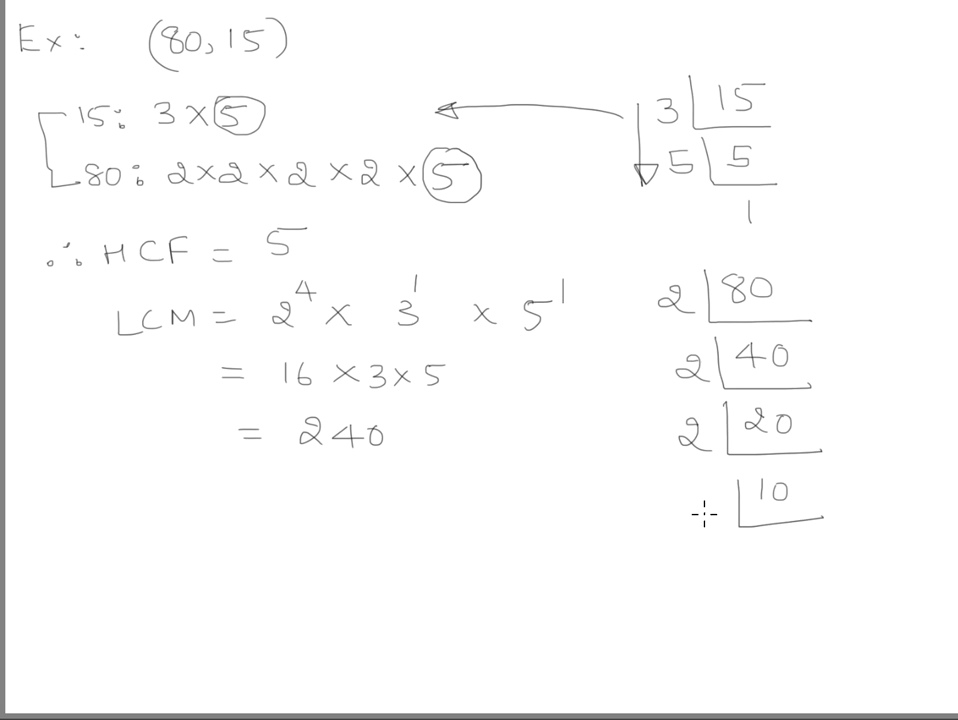 Ex: (80, 15)
15: 3 × 5
80: 2 × 2 × 2 × 2 × 5
∴ HCF = 5
LCM = 2⁴ × 3¹ × 5¹
= 16 × 3 × 5
= 240
3 | 15
5 | 5
1
2 | 80
2 | 40
2 | 20
| 10